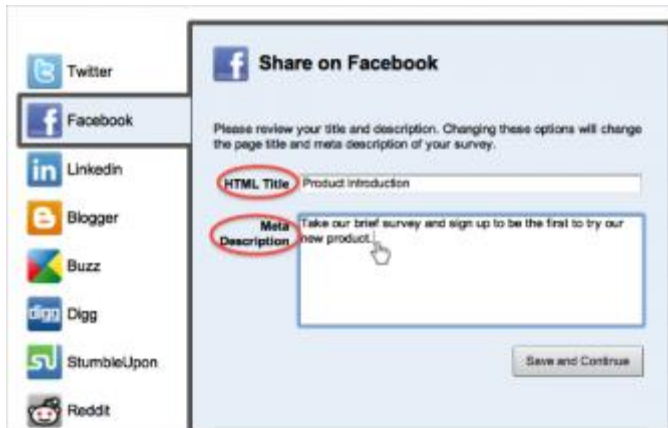 Twitter
Facebook
Linkedin
Blogger
Buzz
digg Digg
StumbleUpon
Reddit
Share on Facebook
Please review your title and description. Changing these options will change
the page title and meta description of your survey.
HTML Title Product Introduction
Meta Description
Take our brief survey and sign up to be the first to try our
new product.
Save and Continue